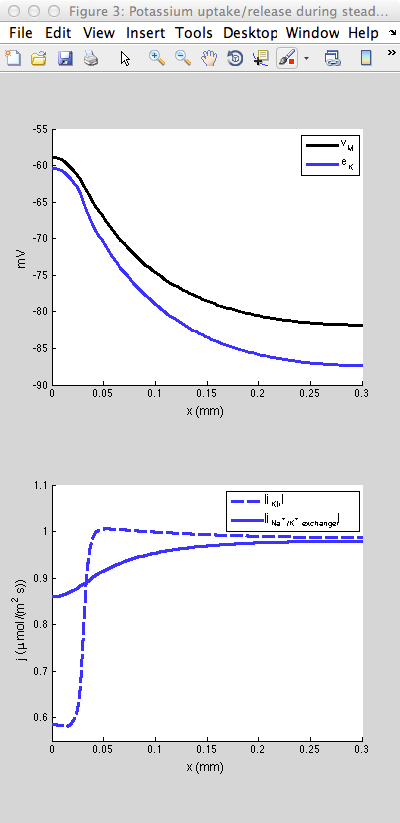 Figure 3: Potassium uptake/release during stead...
File Edit View Insert Tools Desktop Window Help
-55
-60
-65
-70
-75
-80
-85
-90
mV
0 0.05 0.1 0.15 0.2 0.25 0.3
x (mm)
v_M
e_K
1.1
1
0.9
0.8
0.7
0.6
j (μmol/(m² s))
0 0.05 0.1 0.15 0.2 0.25 0.3
x (mm)
|j_KIr|
|j_Na⁺/K⁺ exchange|